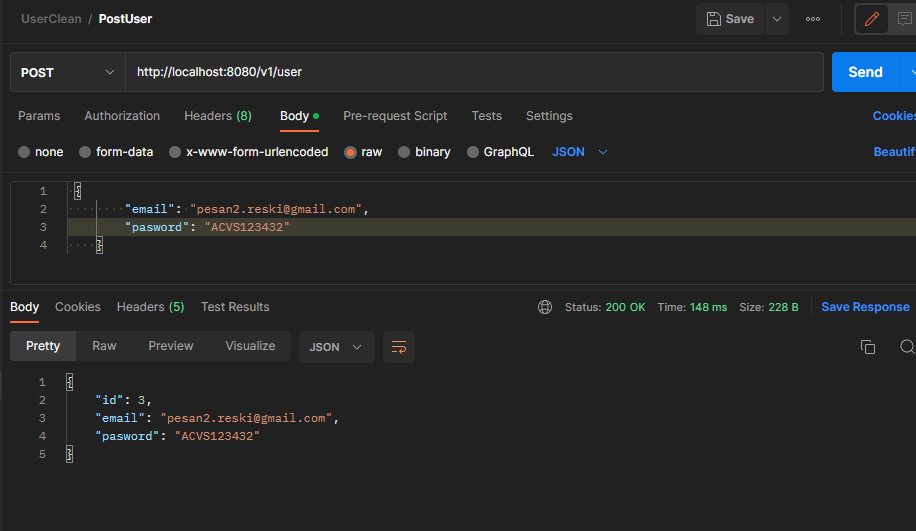 UserClean / PostUser Save
POST http://localhost:8080/v1/user Send
Params Authorization Headers (8) Body Pre-request Script Tests Settings Cookies
none form-data x-www-form-urlencoded raw binary GraphQL JSON Beautif
1 {
2 "email": "pesan2.reski@gmail.com",
3 "pasword": "ACVS123432"
4 }
Body Cookies Headers (5) Test Results Status: 200 OK Time: 148 ms Size: 228 B Save Response
Pretty Raw Preview Visualize JSON
1 {
2 "id": 3,
3 "email": "pesan2.reski@gmail.com",
4 "pasword": "ACVS123432"
5 }